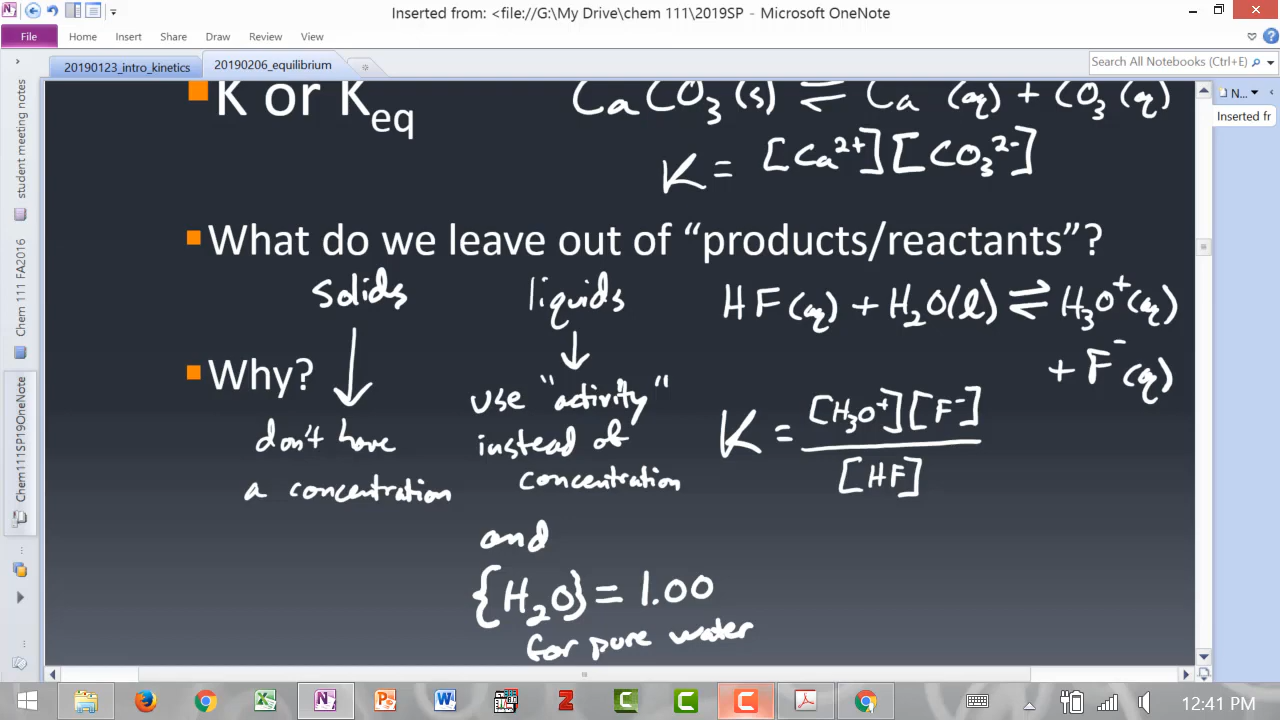 Inserted from: <file://G:\My Drive\chem 111\2019SP> - Microsoft OneNote
File Home Insert Share Draw Review View
20190123_intro_kinetics 20190206_equilibrium
Search All Notebooks (Ctrl+E)
N...
Inserted fr
student meeting notes
Chem 111 FA2016
Chem111SP19OneNote
K or Keq
CaCO₃(s) ⇌ Ca (aq) + CO₃ (aq)
K = [Ca²⁺][CO₃²⁻]
What do we leave out of “products/reactants”?
solids
liquids
HF(aq) + H₂O(l) ⇌ H₃O⁺(aq)
+ F⁻(aq)
Why?
don't have
a concentration
use "activity"
instead of
concentration
and
{H₂O} = 1.00
for pure water
K = [H₃O⁺][F⁻]
[HF]
12:41 PM